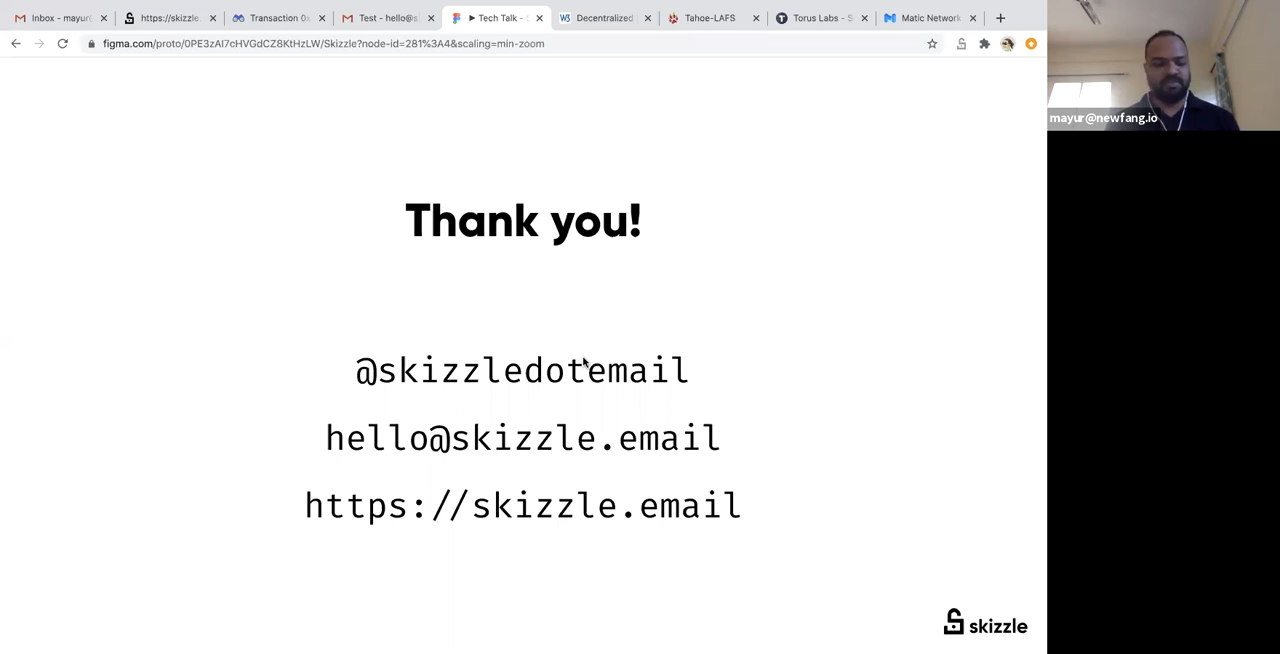 Inbox - mayur
https://skizzle.
Transaction 0x
Test - hello@s
Tech Talk -
Decentralized
Tahoe-LAFS
Torus Labs - S
Matic Network
figma.com/proto/0PE3zAI7cHVGdCZ8KtHzLW/Skizzle?node-id=281%3A4&scaling=min-zoom
mayur@newfang.io
Thank you!
@skizzledotemail
hello@skizzle.email
https://skizzle.email
skizzle